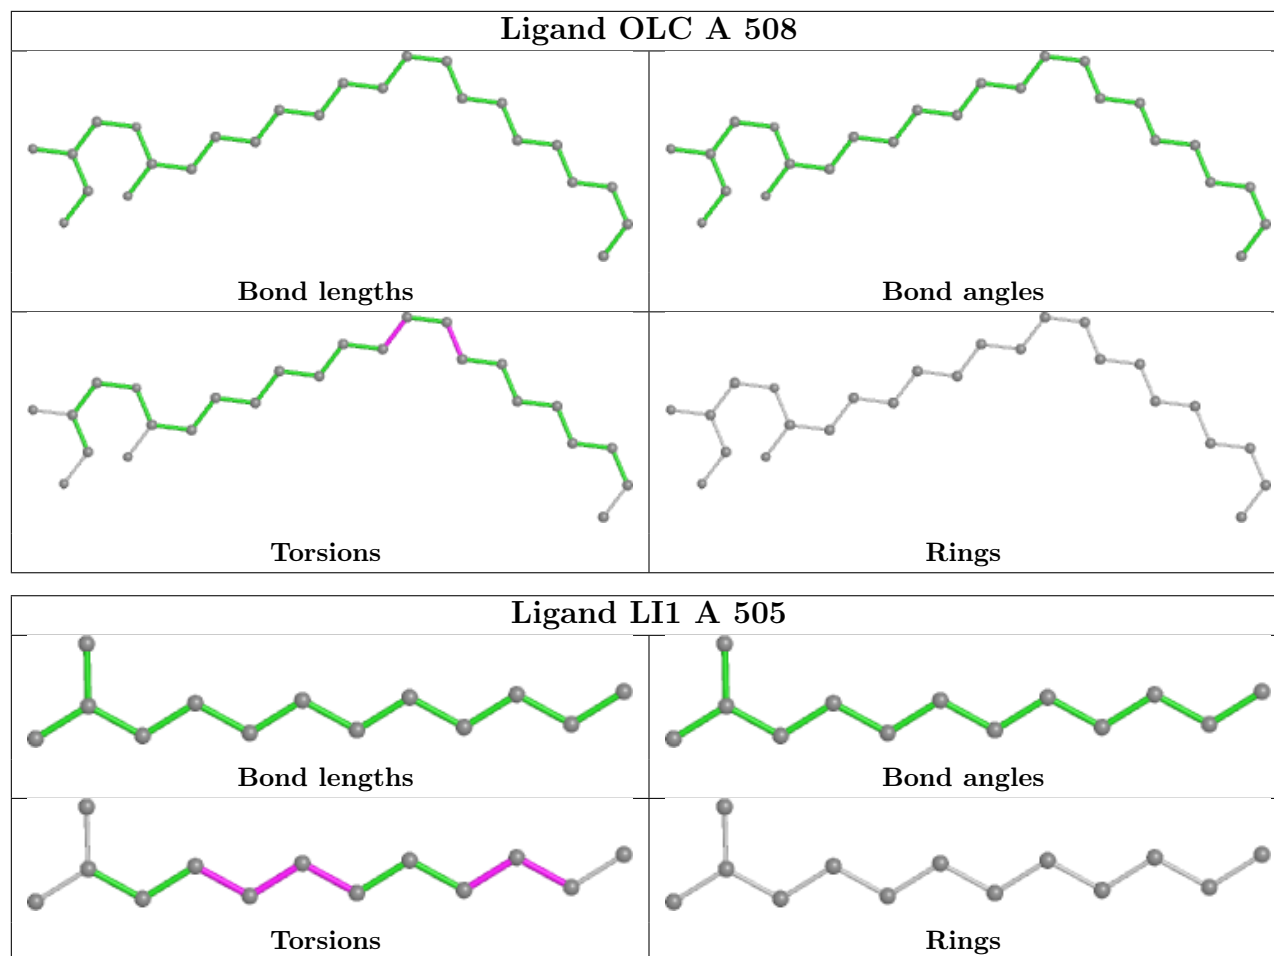 Ligand OLC A 508
Bond lengths
Bond angles
Torsions
Rings
Ligand LI1 A 505
Bond lengths
Bond angles
Torsions
Rings